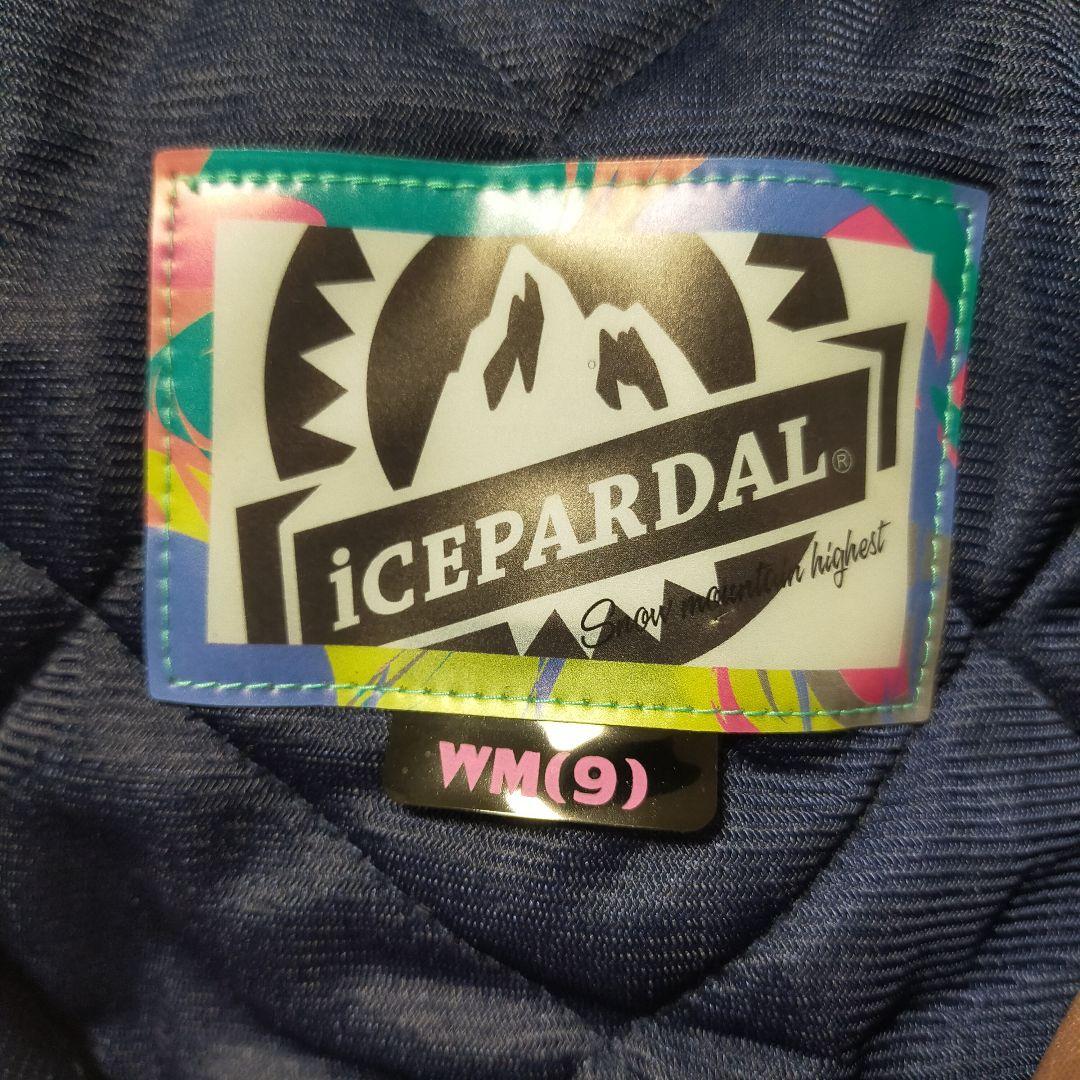 iCEPARDAL®
Snow mountain highest
WM(9)